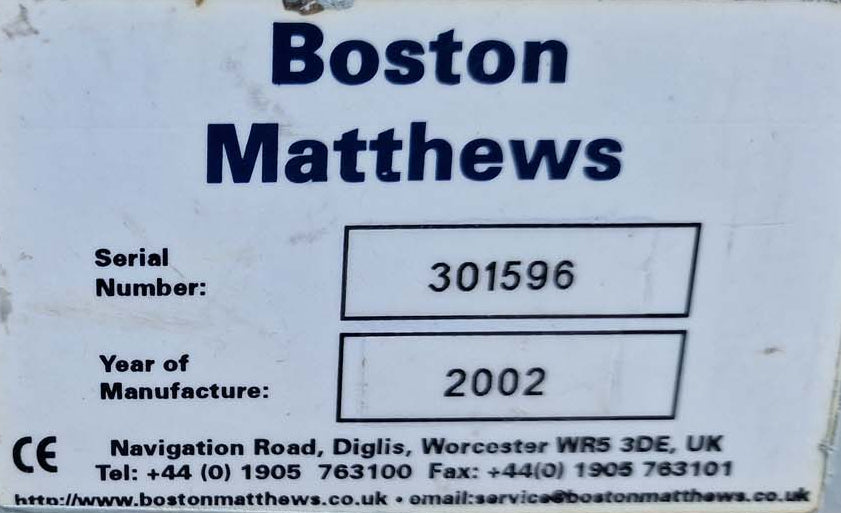 Boston
Matthews
Serial
Number:
301596
Year of
Manufacture:
2002
CE Navigation Road, Diglis, Worcester WR5 3DE, UK
Tel: +44 (0) 1905 763100 Fax: +44(0) 1905 763101
http://www.bostonmatthews.co.uk • email:service@bostonmatthews.co.uk